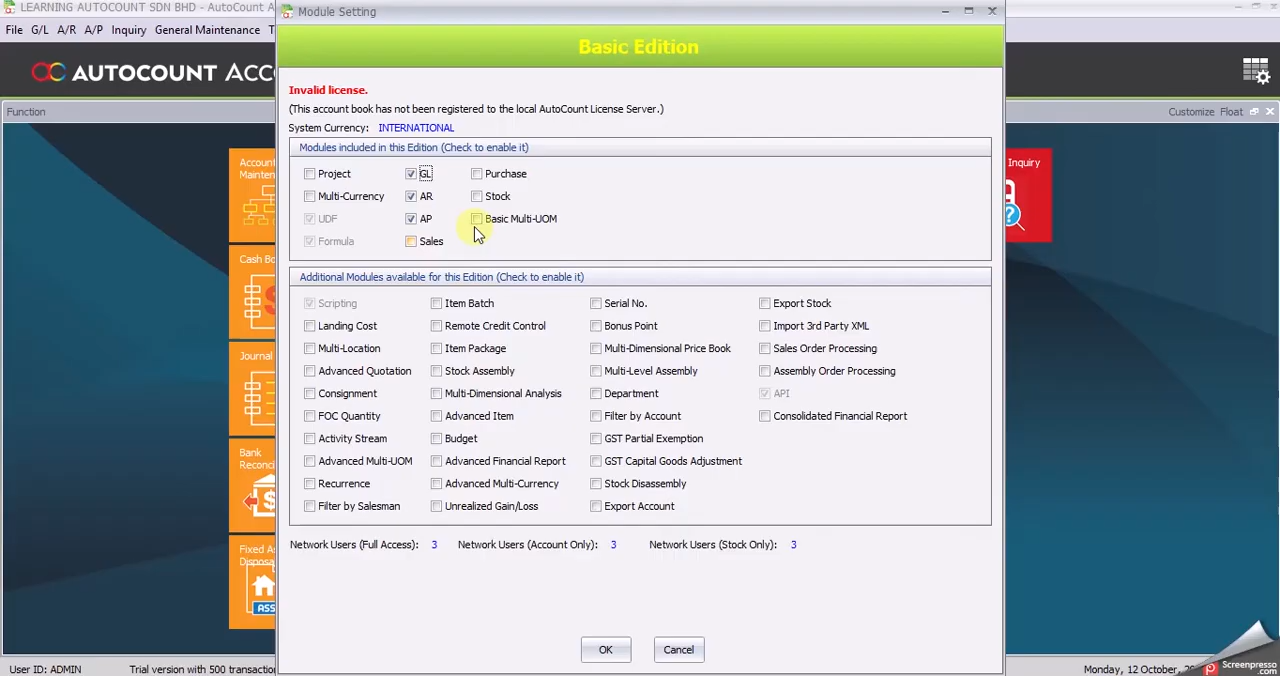 LEARNING AUTOCOUNT SDN BHD - AutoCount A
Module Setting
File G/L A/R A/P Inquiry General Maintenance T
Basic Edition
AUTOCOUNT ACC
Invalid license.
(This account book has not been registered to the local AutoCount License Server.)
Function
Customize Float
System Currency: INTERNATIONAL
Modules included in this Edition (Check to enable it)
Project GL Purchase
Multi-Currency AR Stock
UDF AP Basic Multi-UOM
Formula Sales
Additional Modules available for this Edition (Check to enable it)
Scripting Item Batch Serial No. Export Stock
Landing Cost Remote Credit Control Bonus Point Import 3rd Party XML
Multi-Location Item Package Multi-Dimensional Price Book Sales Order Processing
Advanced Quotation Stock Assembly Multi-Level Assembly Assembly Order Processing
Consignment Multi-Dimensional Analysis Department API
FOC Quantity Advanced Item Filter by Account Consolidated Financial Report
Activity Stream Budget GST Partial Exemption
Advanced Multi-UOM Advanced Financial Report GST Capital Goods Adjustment
Recurrence Advanced Multi-Currency Stock Disassembly
Filter by Salesman Unrealized Gain/Loss Export Account
Network Users (Full Access): 3 Network Users (Account Only): 3 Network Users (Stock Only): 3
OK Cancel
Account
Mainten
Cash Bo
Journal
Bank
Reconci
Fixed As
Disposa
ASS
Inquiry
User ID: ADMIN Trial version with 500 transactio
Monday, 12 October, 20
Screenpresso
.com